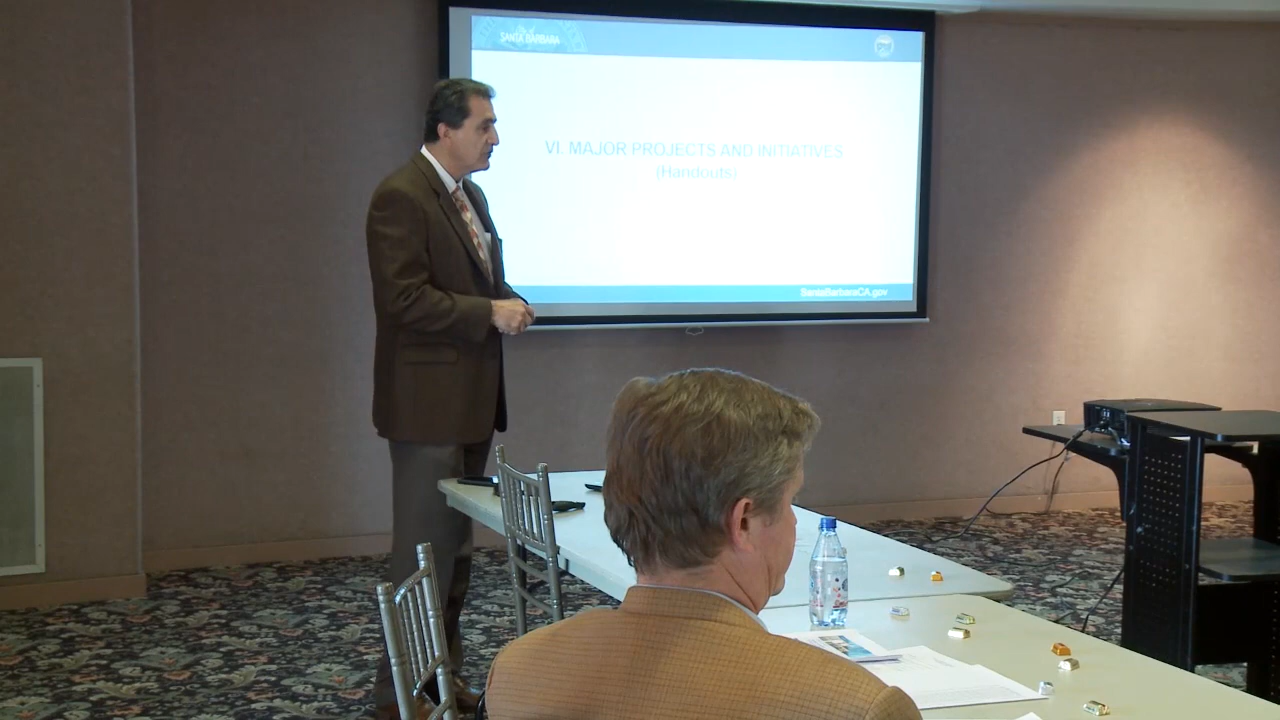 SANTA BARBARA
VI. MAJOR PROJECTS AND INITIATIVES
(Handouts)
SantaBarbaraCA.gov